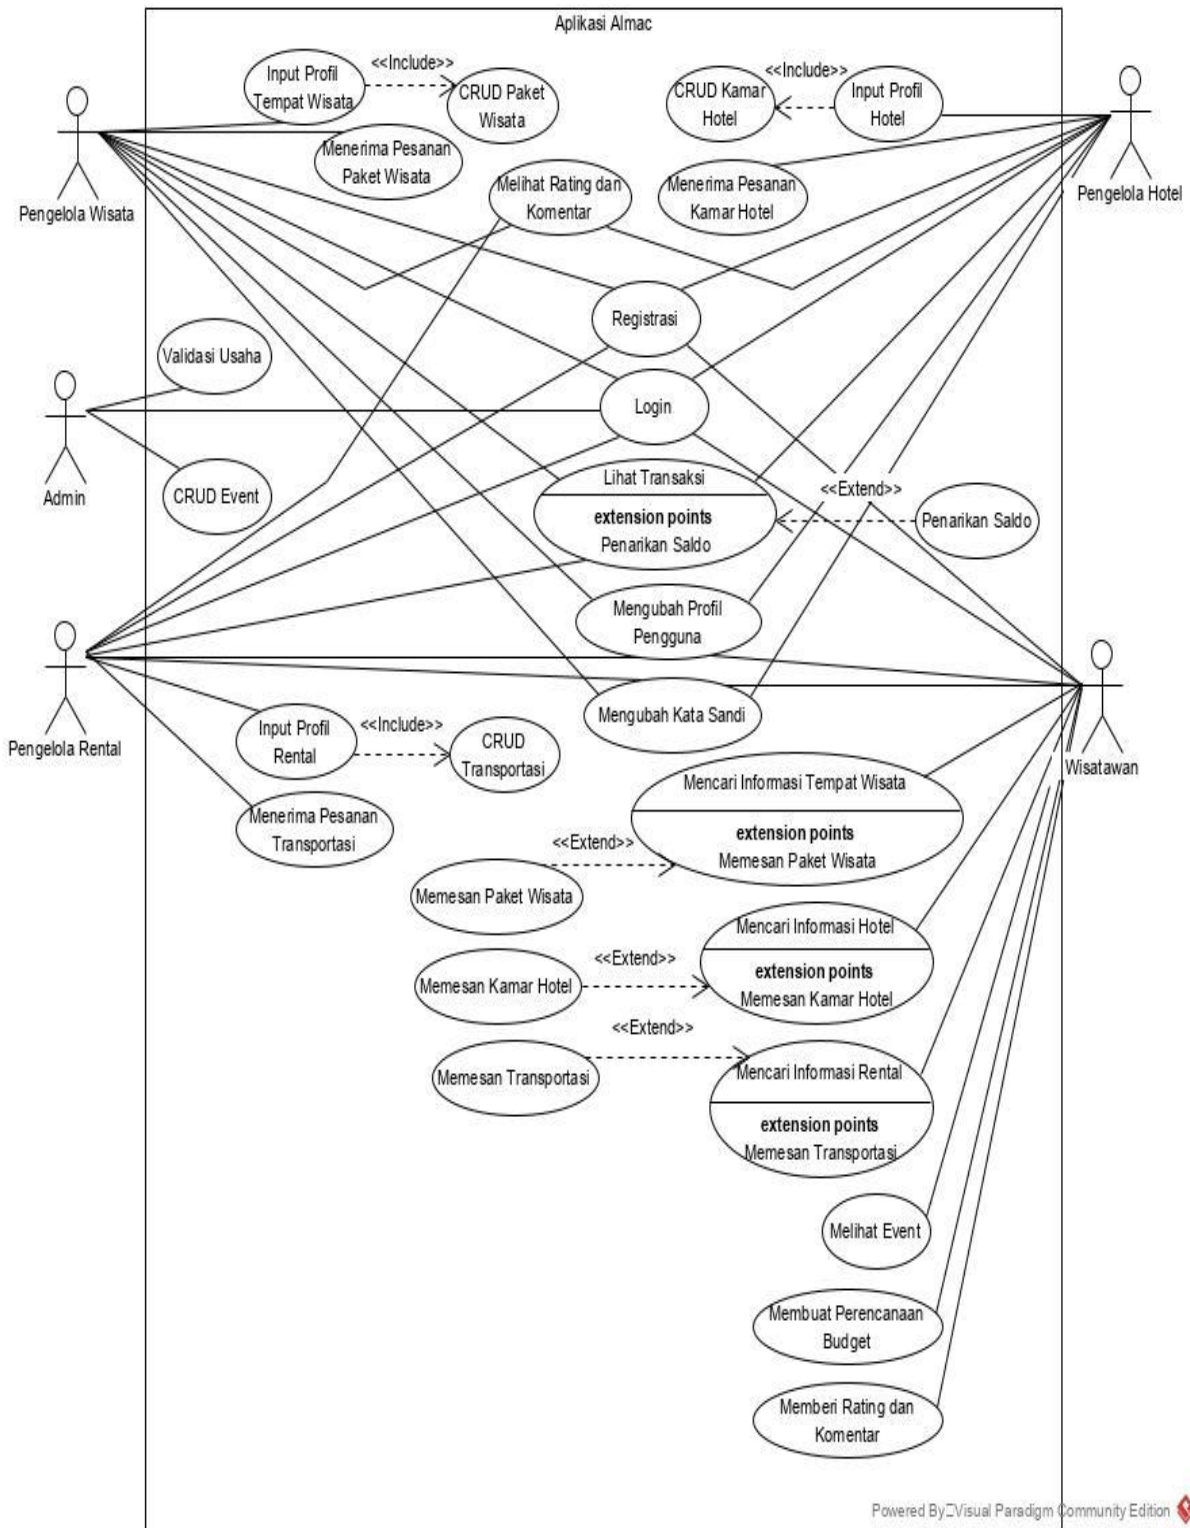 Aplikasi Almac
Input Profil
Tempat Wisata
<<Include>>
CRUD Paket
Wisata
CRUD Kamar
Hotel
<<Include>>
Input Profil
Hotel
Menerima Pesanan
Paket Wisata
Melihat Rating dan
Komentar
Menerima Pesanan
Kamar Hotel
Pengelola Wisata
Pengelola Hotel
Registrasi
Validasi Usaha
Login
Admin
CRUD Event
Lihat Transaksi
extension points
Penarikan Saldo
<<Extend>>
Penarikan Saldo
Mengubah Profil
Pengguna
Mengubah Kata Sandi
Pengelola Rental
Input Profil
Rental
<<Include>>
CRUD
Transportasi
Wisatawan
Menerima Pesanan
Transportasi
Mencari Informasi Tempat Wisata
extension points
Memesan Paket Wisata
<<Extend>>
Memesan Paket Wisata
Mencari Informasi Hotel
extension points
Memesan Kamar Hotel
<<Extend>>
Memesan Kamar Hotel
<<Extend>>
Memesan Transportasi
Mencari Informasi Rental
extension points
Memesan Transportasi
Melihat Event
Membuat Perencanaan
Budget
Memberi Rating dan
Komentar
Powered By Visual Paradigm Community Edition